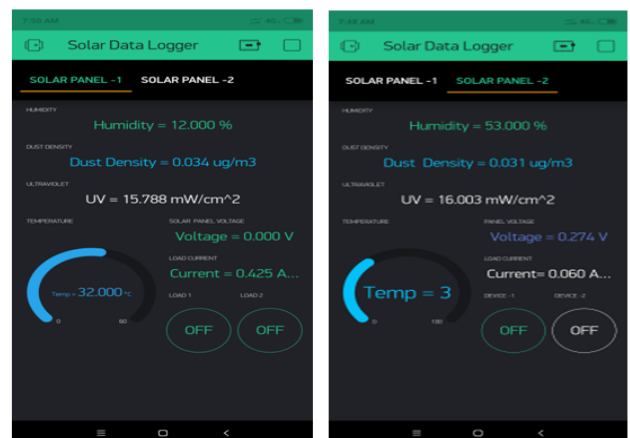 7:50 AM
Solar Data Logger
SOLAR PANEL -1 SOLAR PANEL -2
HUMIDITY
Humidity = 12.000 %
DUST DENSITY
Dust Density = 0.034 ug/m3
ULTRAVIOLET
UV = 15.788 mW/cm^2
TEMPERATURE
SOLAR PANEL VOLTAGE
Voltage = 0.000 V
LOAD CURRENT
Current = 0.425 A...
Temp = 32.000 °C
0 60
LOAD 1 LOAD 2
OFF OFF
7:48 AM
Solar Data Logger
SOLAR PANEL -1 SOLAR PANEL -2
HUMIDITY
Humidity = 53.000 %
DUST DENSITY
Dust Density = 0.031 ug/m3
ULTRAVIOLET
UV = 16.003 mW/cm^2
TEMPERATURE
PANEL VOLTAGE
Voltage = 0.274 V
LOAD CURRENT
Current= 0.060 A...
Temp = 3
0 100
DEVICE -1 DEVICE -2
OFF OFF